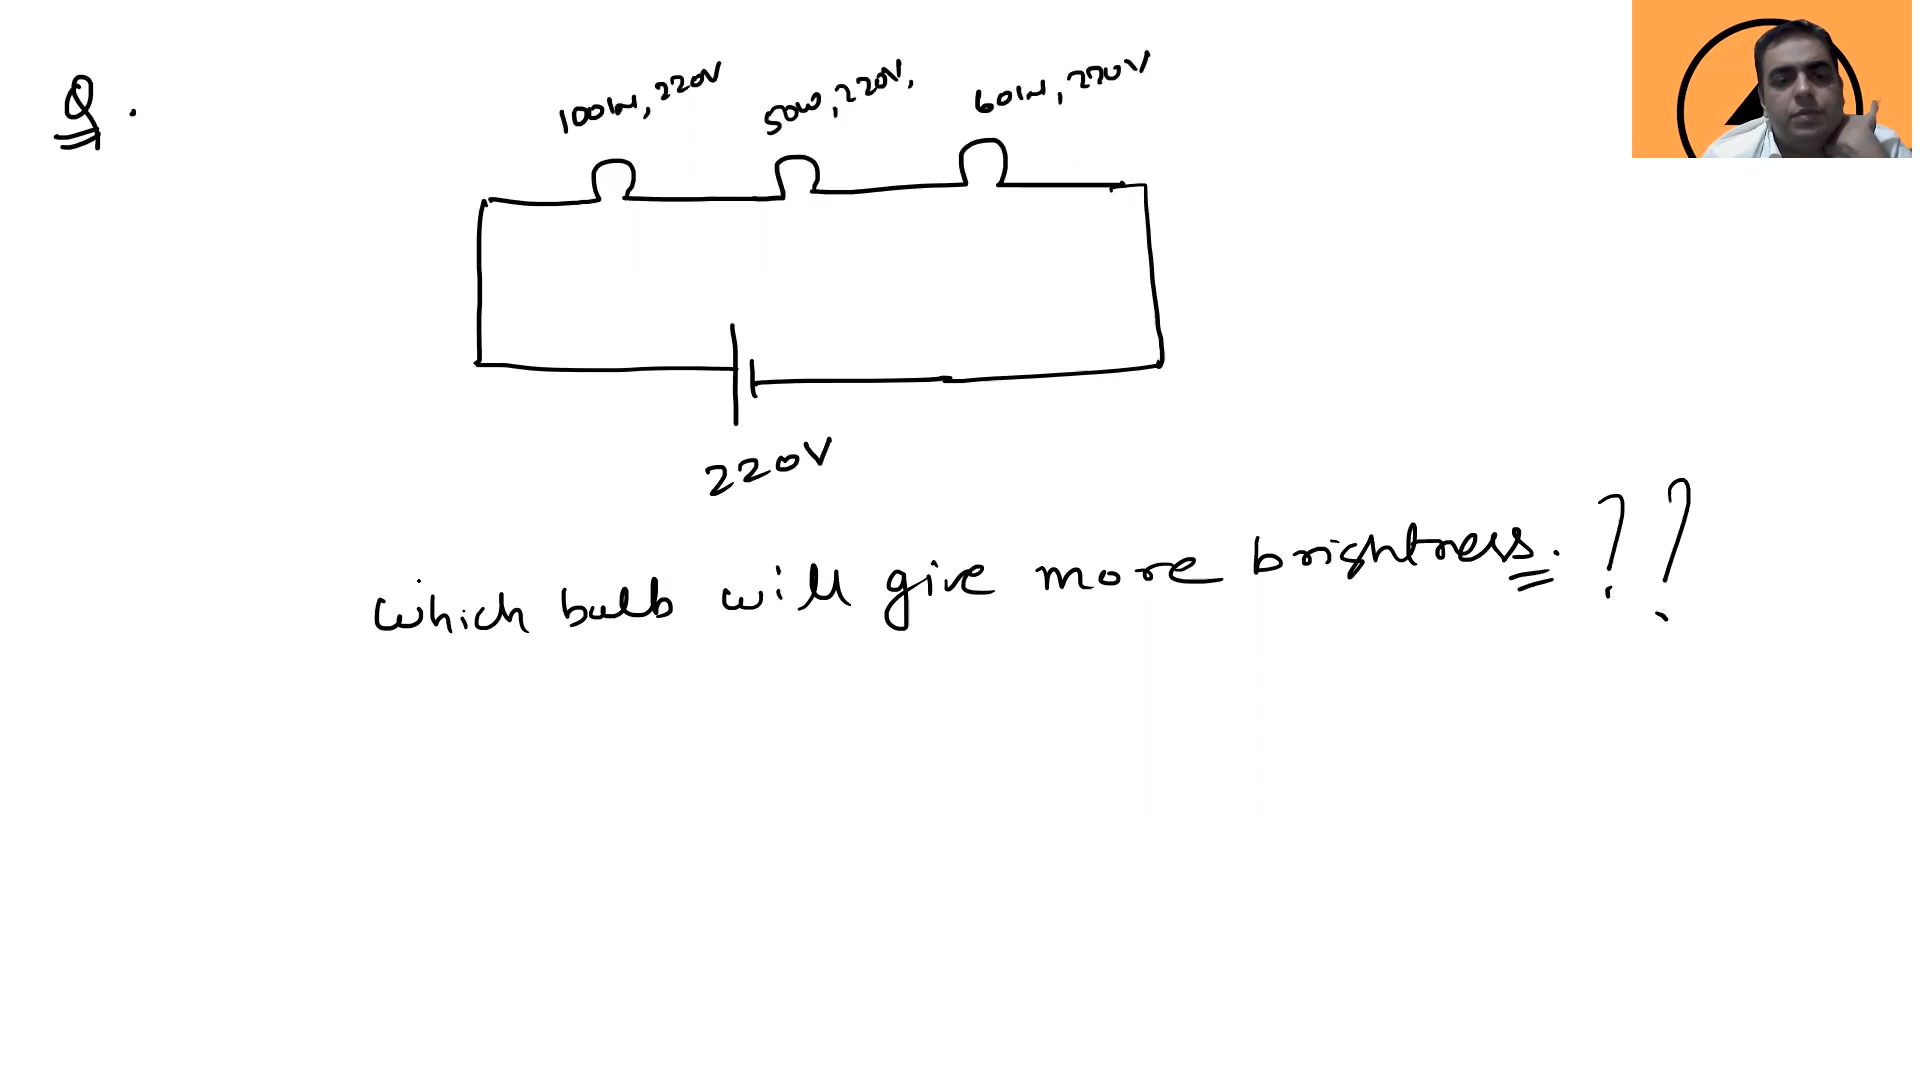 Q.
100W, 220V 50W, 220V, 60W, 220V
220V
which bulb will give more brightness. ??